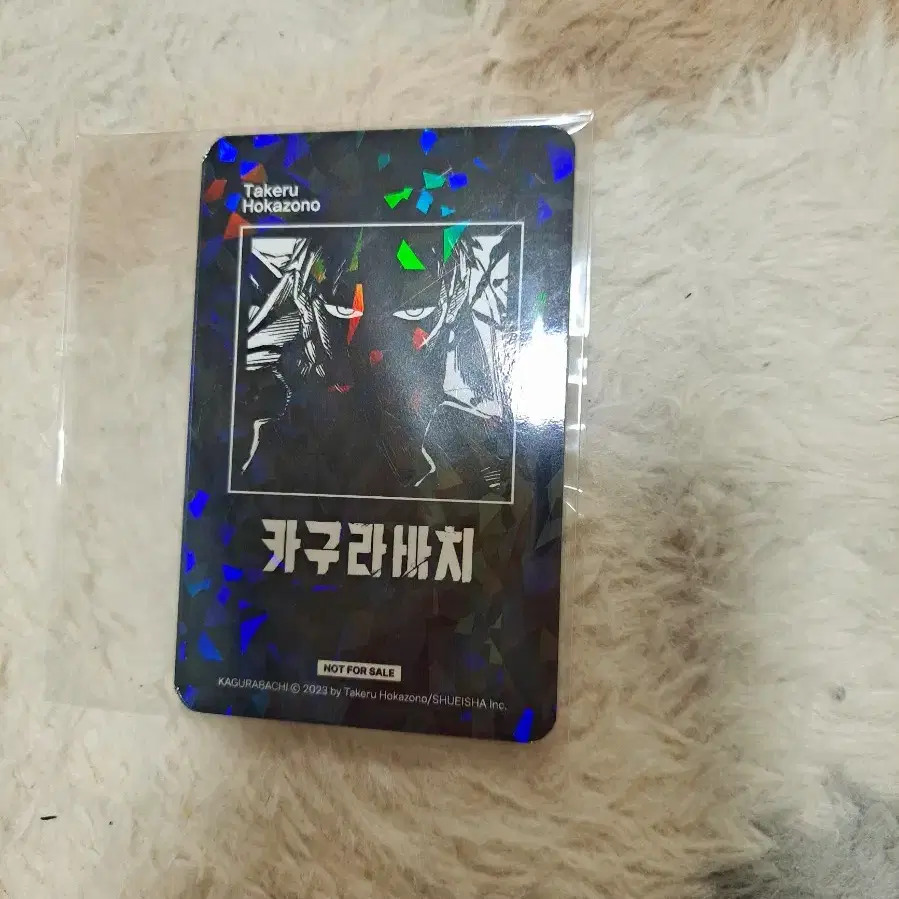 Takeru
Hokazono
카구라바치
NOT FOR SALE
KAGURABACHI © 2023 by Takeru Hokazono/SHUEISHA Inc.